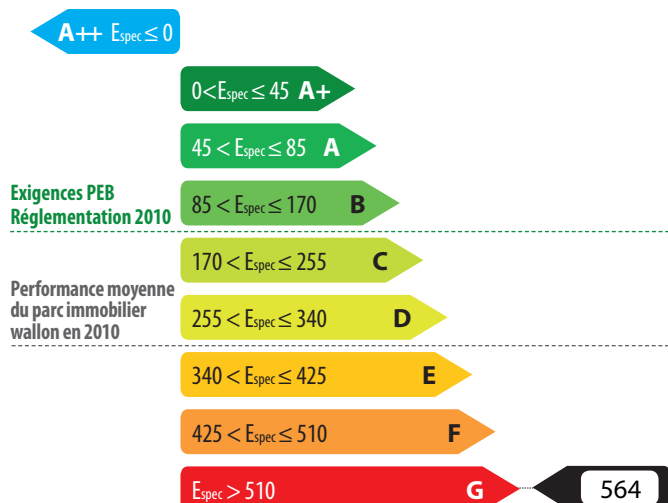 A++ Espec ≤ 0
0<Espec ≤ 45 A+
45 < Espec ≤ 85 A
Exigences PEB
Réglementation 2010
85 < Espec ≤ 170 B
170 < Espec ≤ 255 C
Performance moyenne
du parc immobilier
wallon en 2010
255 < Espec ≤ 340 D
340 < Espec ≤ 425 E
425 < Espec ≤ 510 F
Espec > 510 G 564